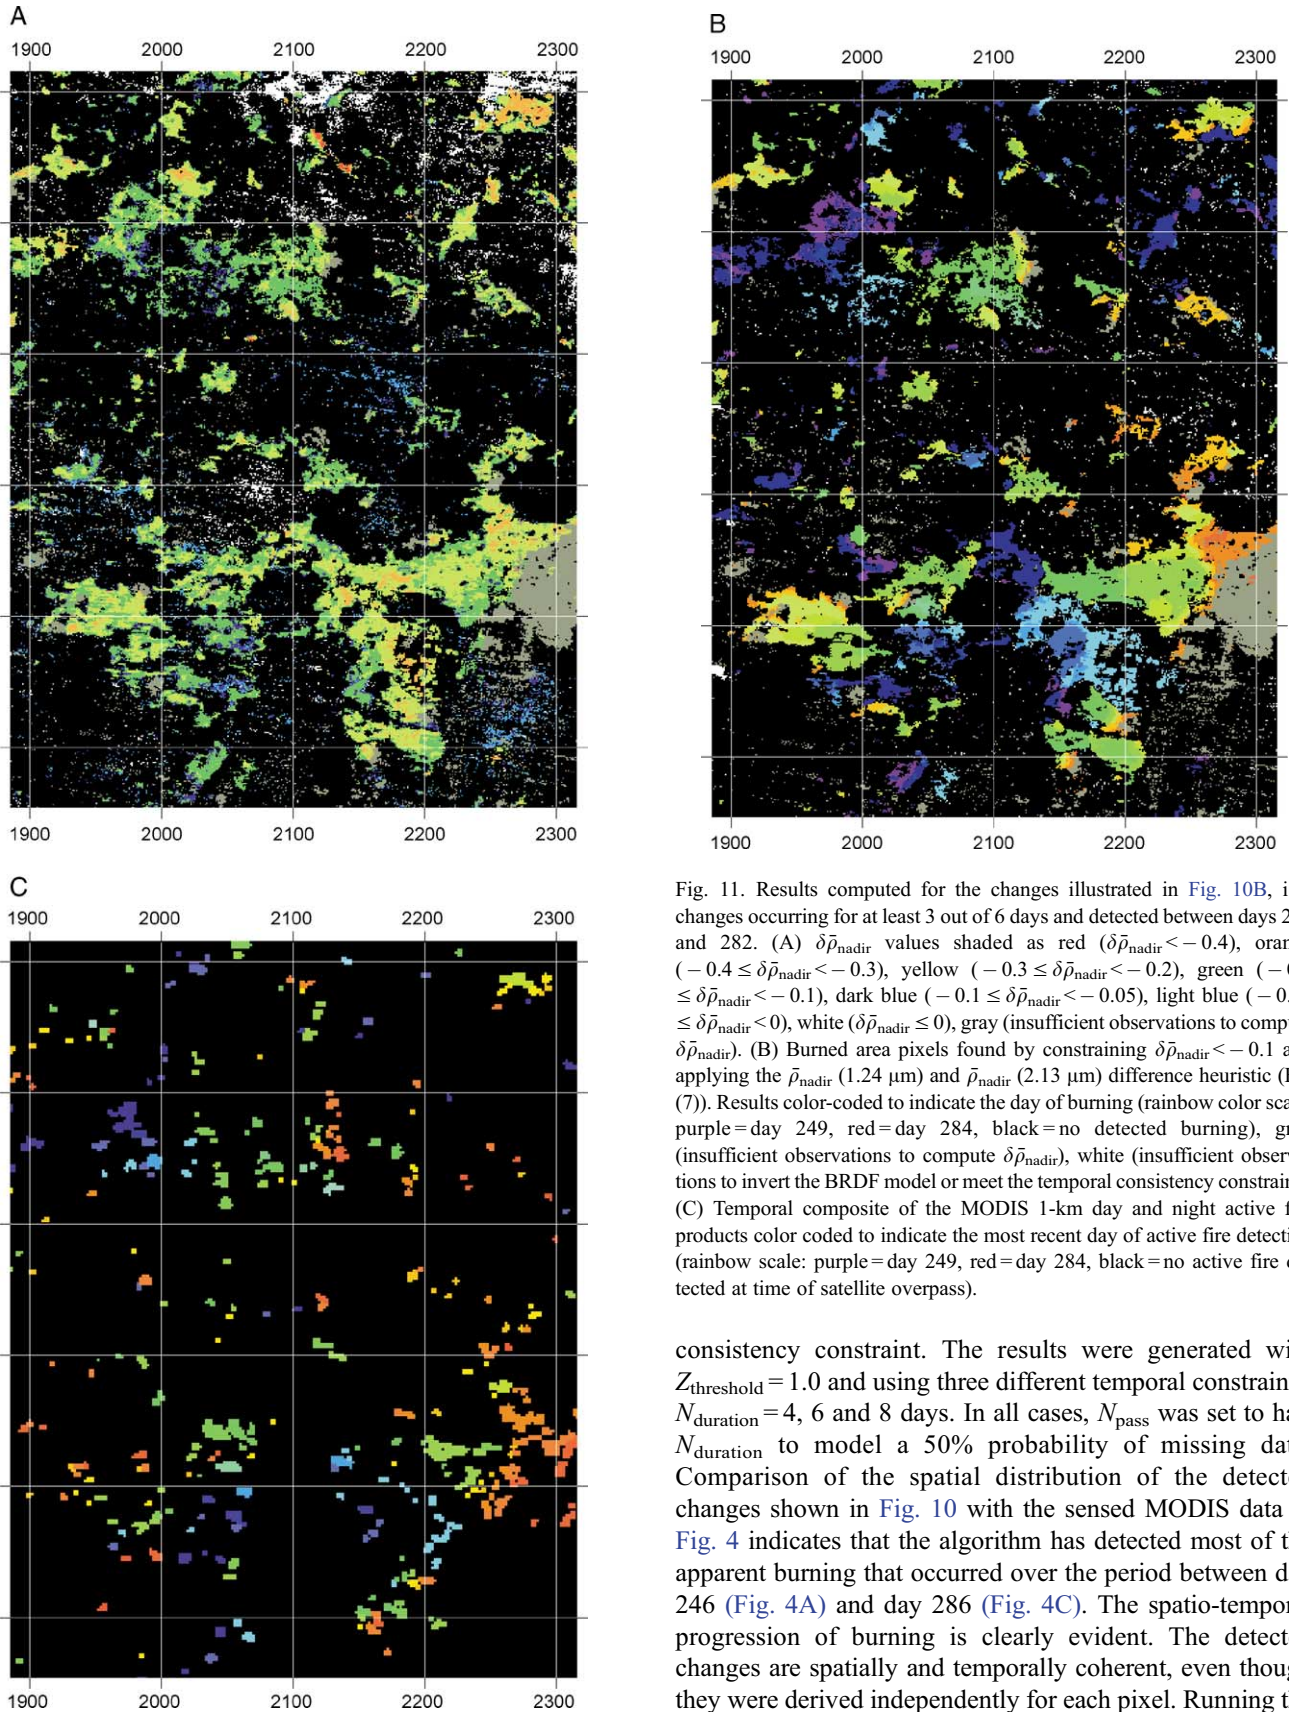 A
1900 2000 2100 2200 2300
1900 2000 2100 2200 2300
B
1900 2000 2100 2200 2300
1900 2000 2100 2200 2300
C
1900 2000 2100 2200 2300
1900 2000 2100 2200 2300
Fig. 11. Results computed for the changes illustrated in Fig. 10B,
changes occurring for at least 3 out of 6 days and detected between days
and 282. (A) δρ̄nadir values shaded as red (δρ̄nadir < − 0.4),
(− 0.4 ≤ δρ̄nadir < − 0.3), yellow (− 0.3 ≤ δρ̄nadir < − 0.2), green (−
≤ δρ̄nadir < − 0.1), dark blue (− 0.1 ≤ δρ̄nadir < − 0.05), light blue (−
≤ δρ̄nadir < 0), white (δρ̄nadir ≤ 0), gray (insufficient observations to
δρ̄nadir). (B) Burned area pixels found by constraining δρ̄nadir < − 0.1
applying the ρ̄nadir (1.24 μm) and ρ̄nadir (2.13 μm) difference heuristic
(7)). Results color-coded to indicate the day of burning (rainbow color
purple = day 249, red = day 284, black = no detected burning),
(insufficient observations to compute δρ̄nadir), white (insufficient
tions to invert the BRDF model or meet the temporal consistency
(C) Temporal composite of the MODIS 1-km day and night active
products color coded to indicate the most recent day of active fire
(rainbow scale: purple = day 249, red = day 284, black = no active fire
tected at time of satellite overpass).
consistency constraint. The results were generated
Zthreshold = 1.0 and using three different temporal
Nduration = 4, 6 and 8 days. In all cases, Npass was set to
Nduration to model a 50% probability of missing
Comparison of the spatial distribution of the
changes shown in Fig. 10 with the sensed MODIS data
Fig. 4 indicates that the algorithm has detected most of
apparent burning that occurred over the period between
246 (Fig. 4A) and day 286 (Fig. 4C). The
progression of burning is clearly evident. The
changes are spatially and temporally coherent, even
they were derived independently for each pixel. Running